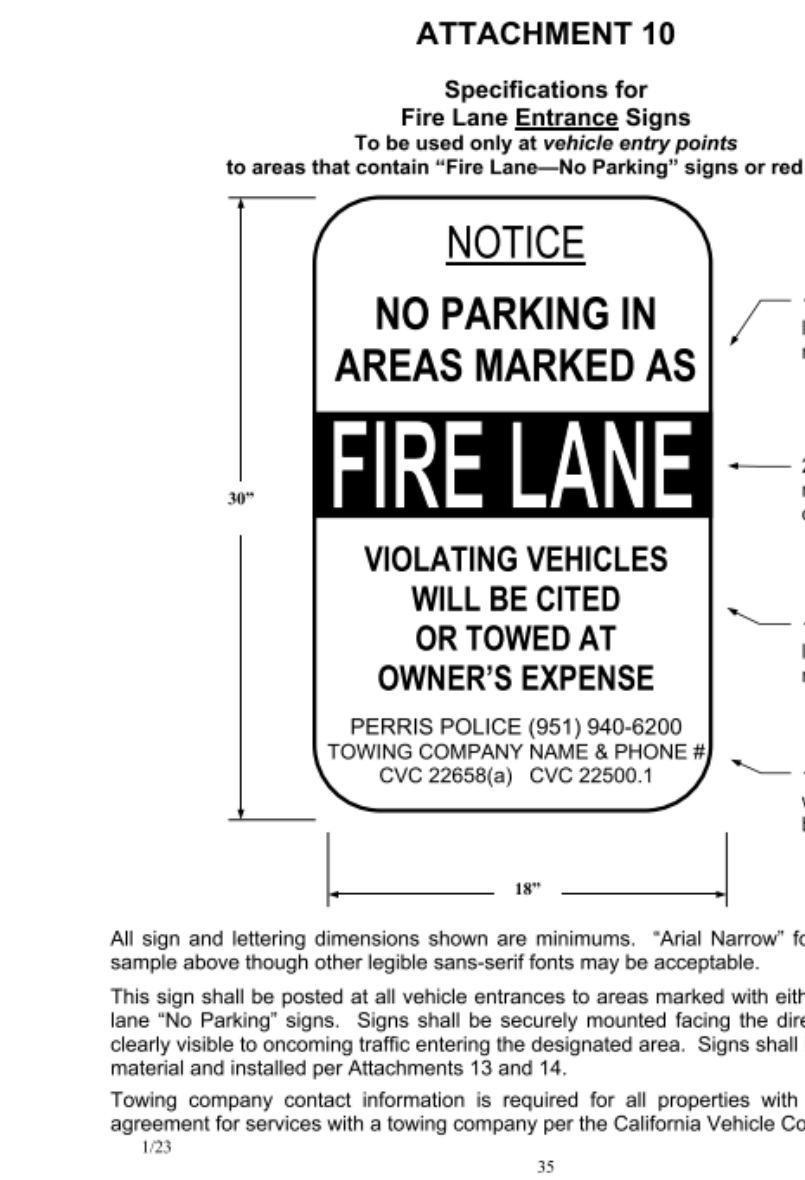 ATTACHMENT 10
Specifications for
Fire Lane Entrance Signs
To be used only at vehicle entry points
to areas that contain “Fire Lane—No Parking” signs or red
NOTICE
NO PARKING IN
AREAS MARKED AS
FIRE LANE
30”
VIOLATING VEHICLES
WILL BE CITED
OR TOWED AT
OWNER’S EXPENSE
PERRIS POLICE (951) 940-6200
TOWING COMPANY NAME & PHONE #
CVC 22658(a) CVC 22500.1
18”
All sign and lettering dimensions shown are minimums. “Arial Narrow”
sample above though other legible sans-serif fonts may be acceptable.
This sign shall be posted at all vehicle entrances to areas marked with
lane “No Parking” signs. Signs shall be securely mounted facing the
clearly visible to oncoming traffic entering the designated area. Signs shall
material and installed per Attachments 13 and 14.
Towing company contact information is required for all properties with
agreement for services with a towing company per the California Vehicle
1/23
35